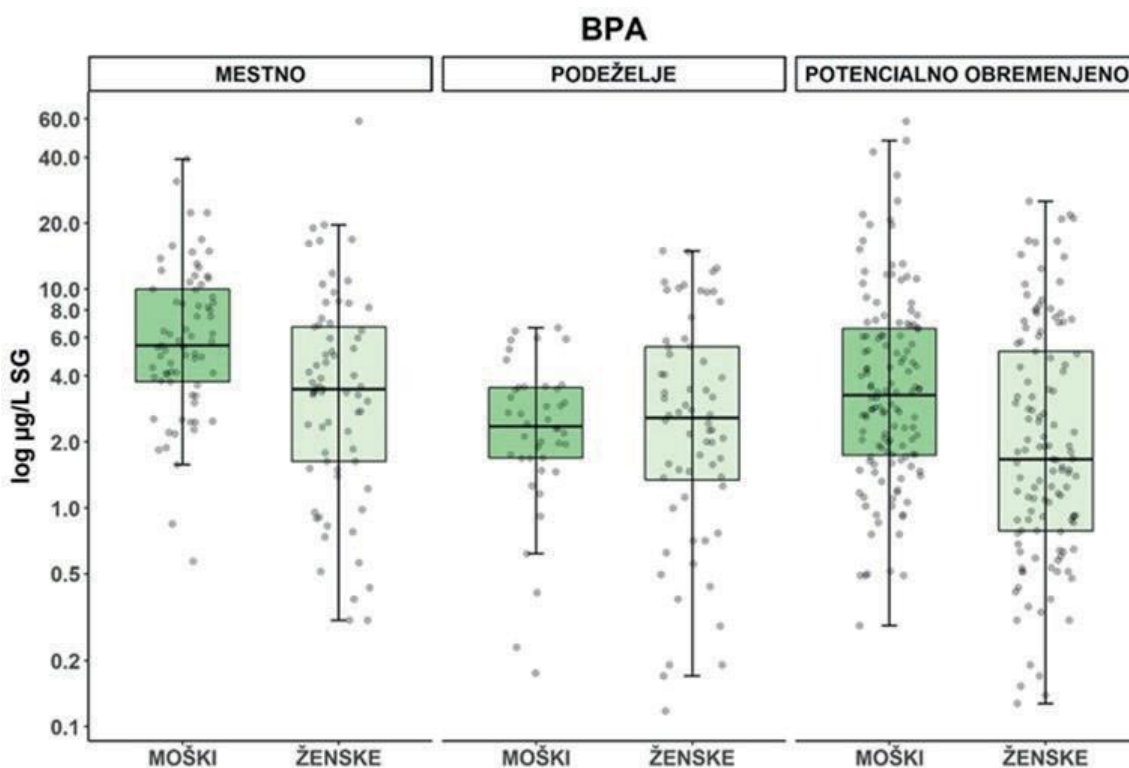 BPA
MESTNO
PODEŽELJE
POTENCIALNO OBREMENJENO
log µg/L SG
60.0
40.0
20.0
10.0
8.0
6.0
4.0
2.0
1.0
0.5
0.2
0.1
MOŠKI ŽENSKE MOŠKI ŽENSKE MOŠKI ŽENSKE